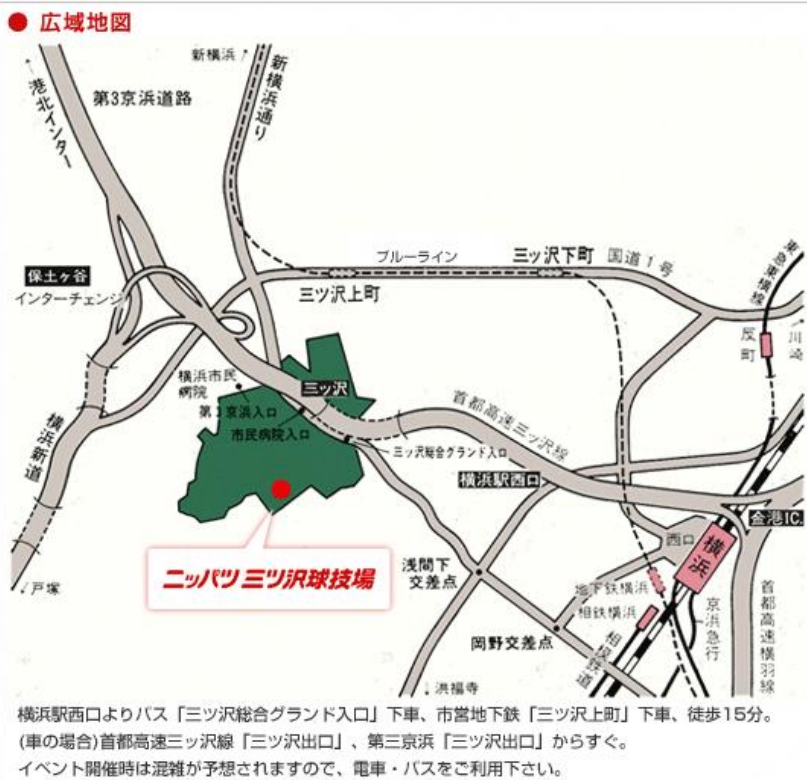 ● 広域地図
新横浜
新横浜通り
港北インター
第3京浜道路
東急東横線
ブルーライン
三ッ沢下町
国道1号
保土ヶ谷
インターチェンジ
三ツ沢上町
川崎
反町
横浜市民
病院
三ッ沢
第3京浜入口
首都高速三ッ沢線
市民病院入口
三ッ沢総合グランド入口
横浜新道
横浜駅西口
金港IC.
西口
横浜
ニッパツ 三ツ沢球技場
浅間下
交差点
地下鉄横浜
戸塚
相鉄横浜
京浜急行
首都高速横羽線
岡野交差点
相模鉄道
洪福寺
横浜駅西口よりバス「三ツ沢総合グランド入口」下車、市営地下鉄「三ツ沢上町」下車、徒歩15分。
(車の場合)首都高速三ッ沢線「三ツ沢出口」、第三京浜「三ツ沢出口」からすぐ。
イベント開催時は混雑が予想されますので、電車・バスをご利用下さい。